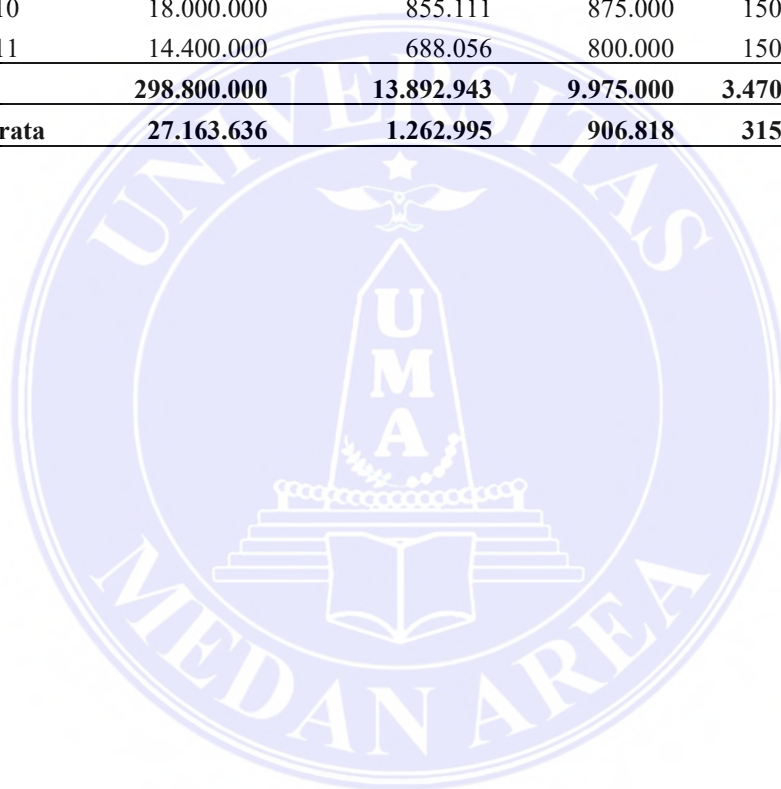 10 18.000.000 855.111 875.000 150
11 14.400.000 688.056 800.000 150
298.800.000 13.892.943 9.975.000 3.470
rata 27.163.636 1.262.995 906.818 315
UNIVERSITAS
U
M
A
MEDAN AREA